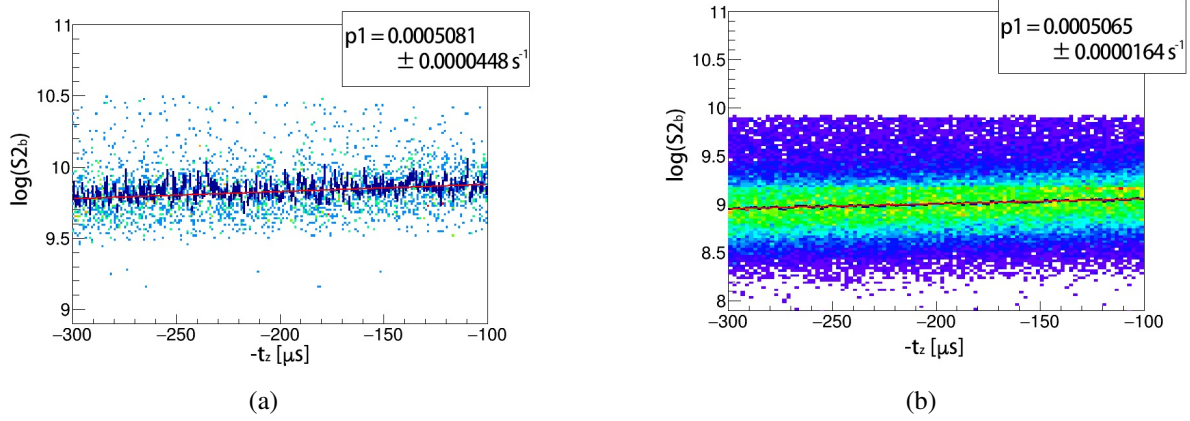 p1 = 0.0005081
± 0.0000448 s⁻¹
log(S2b)
11
10.5
10
9.5
9
−300 −250 −200 −150 −100
-tz [μs]
(a)
p1 = 0.0005065
± 0.0000164 s⁻¹
log(S2b)
11
10.5
10
9.5
9
8.5
8
−300 −250 −200 −150 −100
-tz [μs]
(b)